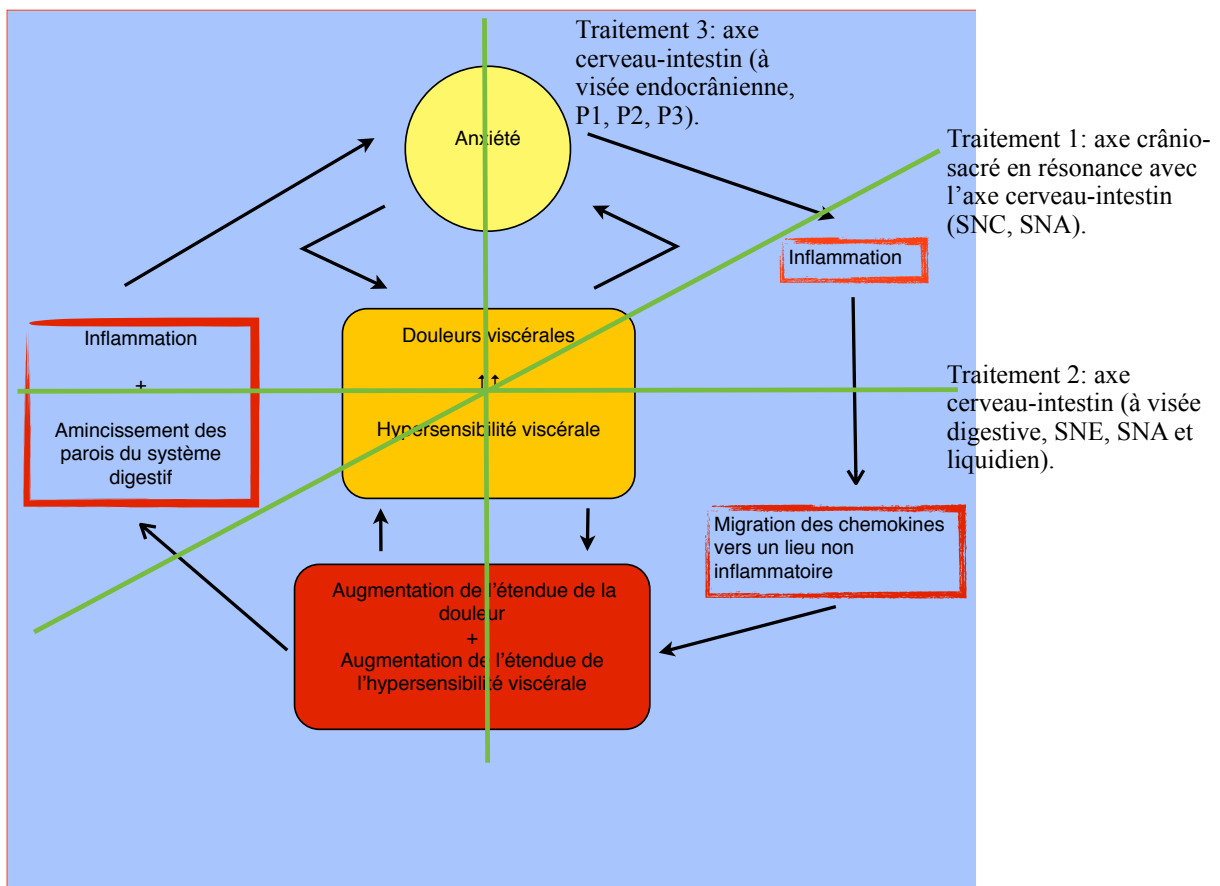 Traitement 3: axe
cerveau-intestin (à
visée endocrânienne,
P1, P2, P3).
Anxiété
Traitement 1: axe crânio-
sacré en résonance avec
l’axe cerveau-intestin
(SNC, SNA).
Inflammation
Inflammation
+
Amincissement des
parois du système
digestif
Douleurs viscérales
Hypersensibilité viscérale
Traitement 2: axe
cerveau-intestin (à visée
digestive, SNE, SNA et
liquidien).
Migration des chemokines
vers un lieu non
inflammatoire
Augmentation de l’étendue de la
douleur
+
Augmentation de l’étendue de
l’hypersensibilité viscérale